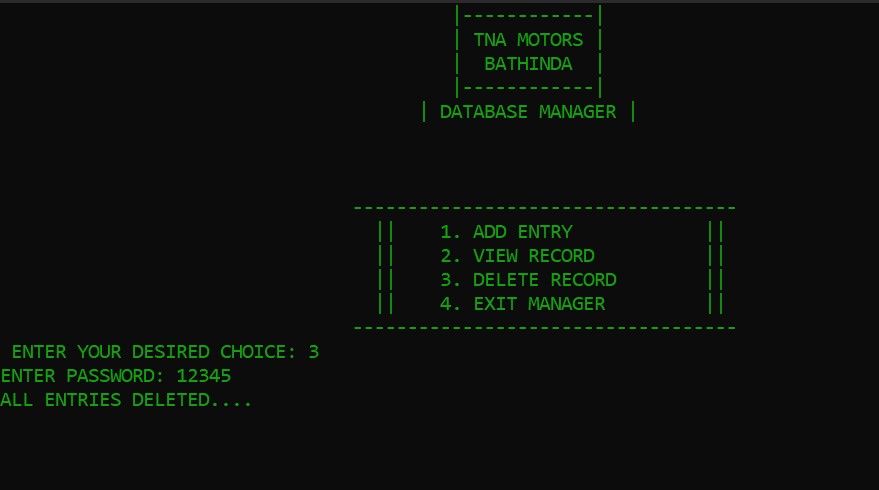 |------------|
| TNA MOTORS |
| BATHINDA |
|------------|
| DATABASE MANAGER |
-----------------------------------
|| 1. ADD ENTRY ||
|| 2. VIEW RECORD ||
|| 3. DELETE RECORD ||
|| 4. EXIT MANAGER ||
-----------------------------------
ENTER YOUR DESIRED CHOICE: 3
ENTER PASSWORD: 12345
ALL ENTRIES DELETED....